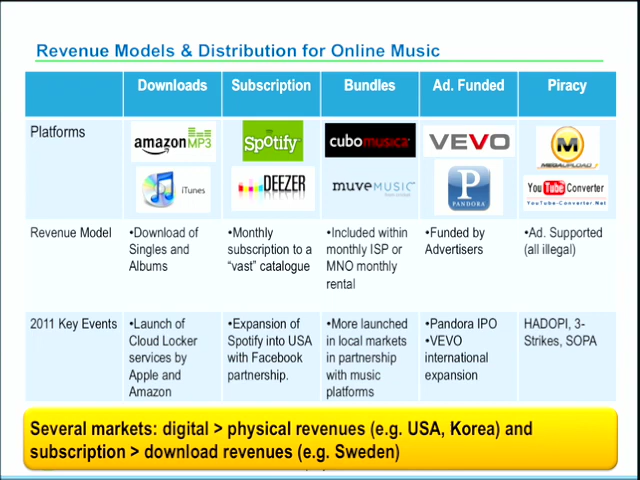 Revenue Models & Distribution for Online Music
Downloads Subscription Bundles Ad. Funded Piracy
Platforms
amazonMP3
Spotify
cubomusica
VEVO
M
MEGAUPLOAD
iTunes
DEEZER
muveMUSIC
P
PANDORA
YouTube Converter
YouTube-Converter.Net
Revenue Model
•Download of
Singles and
Albums
•Monthly
subscription to a
"vast" catalogue
•Included within
monthly ISP or
MNO monthly
rental
•Funded by
Advertisers
•Ad. Supported
(all illegal)
2011 Key Events
•Launch of
Cloud Locker
services by
Apple and
Amazon
•Expansion of
Spotify into USA
with Facebook
partnership.
•More launched
in local markets
in partnership
with music
platforms
•Pandora IPO
•VEVO
international
expansion
HADOPI, 3-
Strikes, SOPA
Several markets: digital > physical revenues (e.g. USA, Korea) and
subscription > download revenues (e.g. Sweden)